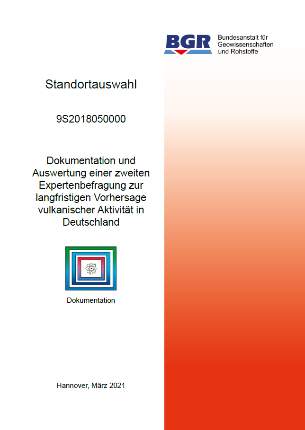 BGR
Bundesanstalt für
Geowissenschaften
und Rohstoffe
Standortauswahl
9S2018050000
Dokumentation und
Auswertung einer zweiten
Expertenbefragung zur
langfristigen Vorhersage
vulkanischer Aktivität in
Deutschland
Dokumentation
Hannover, März 2021